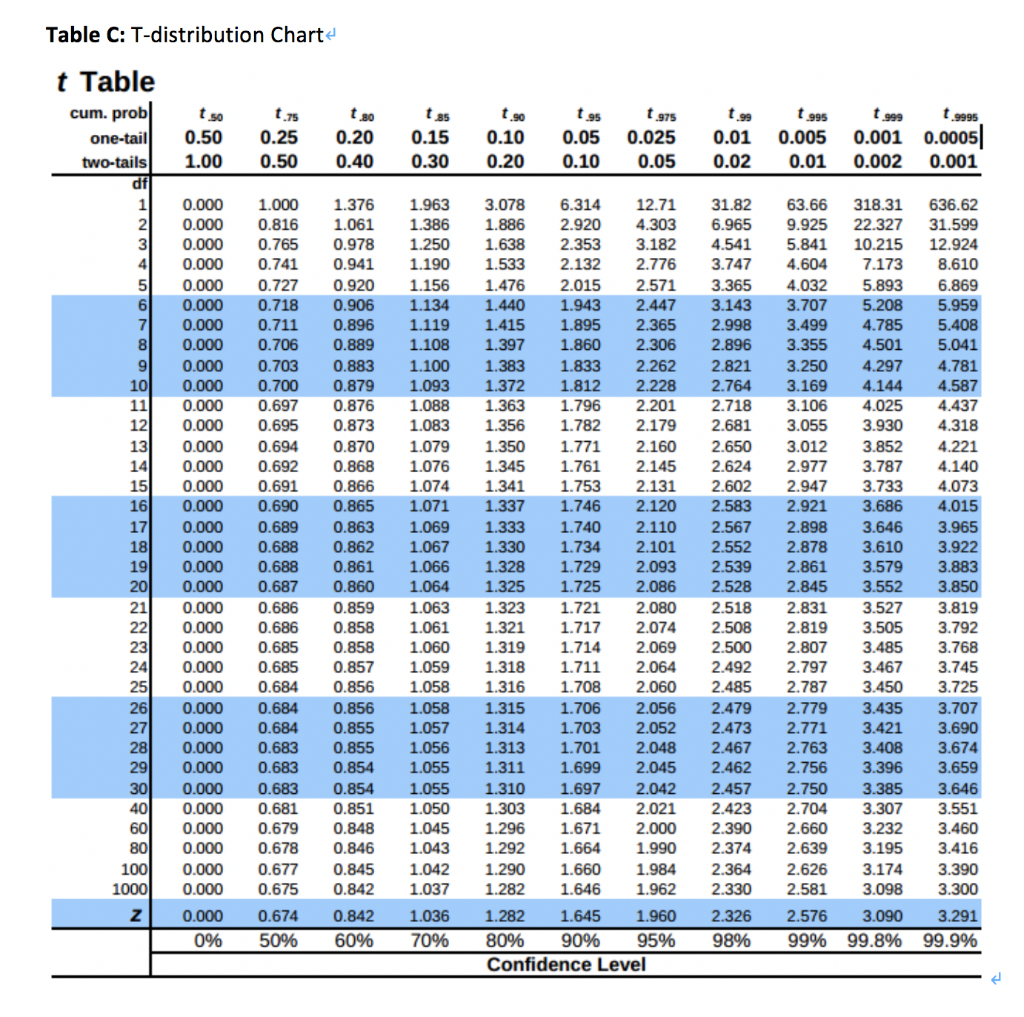 Table C: T-distribution Chart
t Table
cum. prob t.50 t.75 t.80 t.85 t.90 t.95 t.975 t.99 t.995 t.999 t.9995
one-tail 0.50 0.25 0.20 0.15 0.10 0.05 0.025 0.01 0.005 0.001 0.0005
two-tails 1.00 0.50 0.40 0.30 0.20 0.10 0.05 0.02 0.01 0.002 0.001
df
1 0.000 1.000 1.376 1.963 3.078 6.314 12.71 31.82 63.66 318.31 636.62
2 0.000 0.816 1.061 1.386 1.886 2.920 4.303 6.965 9.925 22.327 31.599
3 0.000 0.765 0.978 1.250 1.638 2.353 3.182 4.541 5.841 10.215 12.924
4 0.000 0.741 0.941 1.190 1.533 2.132 2.776 3.747 4.604 7.173 8.610
5 0.000 0.727 0.920 1.156 1.476 2.015 2.571 3.365 4.032 5.893 6.869
6 0.000 0.718 0.906 1.134 1.440 1.943 2.447 3.143 3.707 5.208 5.959
7 0.000 0.711 0.896 1.119 1.415 1.895 2.365 2.998 3.499 4.785 5.408
8 0.000 0.706 0.889 1.108 1.397 1.860 2.306 2.896 3.355 4.501 5.041
9 0.000 0.703 0.883 1.100 1.383 1.833 2.262 2.821 3.250 4.297 4.781
10 0.000 0.700 0.879 1.093 1.372 1.812 2.228 2.764 3.169 4.144 4.587
11 0.000 0.697 0.876 1.088 1.363 1.796 2.201 2.718 3.106 4.025 4.437
12 0.000 0.695 0.873 1.083 1.356 1.782 2.179 2.681 3.055 3.930 4.318
13 0.000 0.694 0.870 1.079 1.350 1.771 2.160 2.650 3.012 3.852 4.221
14 0.000 0.692 0.868 1.076 1.345 1.761 2.145 2.624 2.977 3.787 4.140
15 0.000 0.691 0.866 1.074 1.341 1.753 2.131 2.602 2.947 3.733 4.073
16 0.000 0.690 0.865 1.071 1.337 1.746 2.120 2.583 2.921 3.686 4.015
17 0.000 0.689 0.863 1.069 1.333 1.740 2.110 2.567 2.898 3.646 3.965
18 0.000 0.688 0.862 1.067 1.330 1.734 2.101 2.552 2.878 3.610 3.922
19 0.000 0.688 0.861 1.066 1.328 1.729 2.093 2.539 2.861 3.579 3.883
20 0.000 0.687 0.860 1.064 1.325 1.725 2.086 2.528 2.845 3.552 3.850
21 0.000 0.686 0.859 1.063 1.323 1.721 2.080 2.518 2.831 3.527 3.819
22 0.000 0.686 0.858 1.061 1.321 1.717 2.074 2.508 2.819 3.505 3.792
23 0.000 0.685 0.858 1.060 1.319 1.714 2.069 2.500 2.807 3.485 3.768
24 0.000 0.685 0.857 1.059 1.318 1.711 2.064 2.492 2.797 3.467 3.745
25 0.000 0.684 0.856 1.058 1.316 1.708 2.060 2.485 2.787 3.450 3.725
26 0.000 0.684 0.856 1.058 1.315 1.706 2.056 2.479 2.779 3.435 3.707
27 0.000 0.684 0.855 1.057 1.314 1.703 2.052 2.473 2.771 3.421 3.690
28 0.000 0.683 0.855 1.056 1.313 1.701 2.048 2.467 2.763 3.408 3.674
29 0.000 0.683 0.854 1.055 1.311 1.699 2.045 2.462 2.756 3.396 3.659
30 0.000 0.683 0.854 1.055 1.310 1.697 2.042 2.457 2.750 3.385 3.646
40 0.000 0.681 0.851 1.050 1.303 1.684 2.021 2.423 2.704 3.307 3.551
60 0.000 0.679 0.848 1.045 1.296 1.671 2.000 2.390 2.660 3.232 3.460
80 0.000 0.678 0.846 1.043 1.292 1.664 1.990 2.374 2.639 3.195 3.416
100 0.000 0.677 0.845 1.042 1.290 1.660 1.984 2.364 2.626 3.174 3.390
1000 0.000 0.675 0.842 1.037 1.282 1.646 1.962 2.330 2.581 3.098 3.300
z 0.000 0.674 0.842 1.036 1.282 1.645 1.960 2.326 2.576 3.090 3.291
0% 50% 60% 70% 80% 90% 95% 98% 99% 99.8% 99.9%
Confidence Level